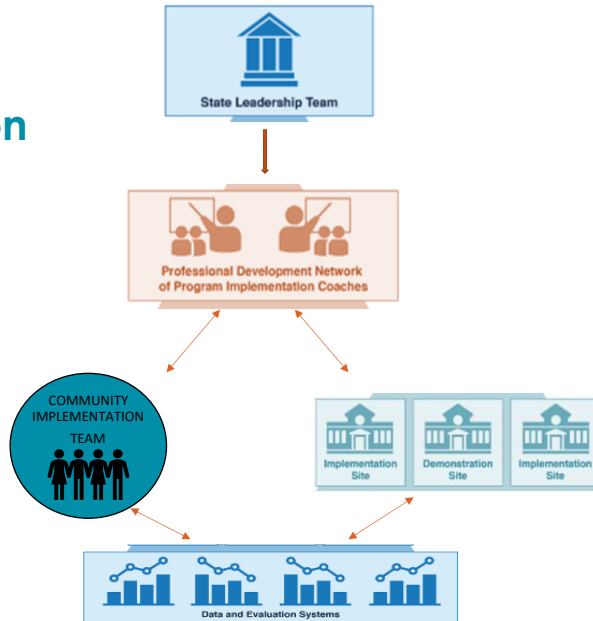 State Leadership Team
on
Professional Development Network
of Program Implementation Coaches
COMMUNITY
IMPLEMENTATION
TEAM
Implementation
Site
Demonstration
Site
Implementation
Site
Data and Evaluation Systems